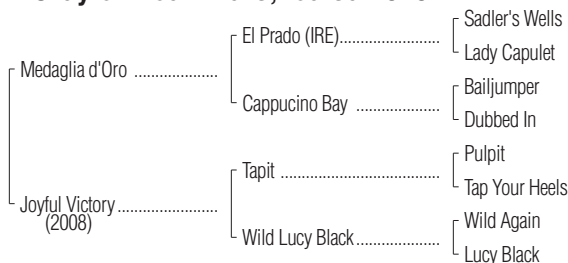 Sadler's Wells
El Prado (IRE)....................
Lady Capulet
Medaglia d'Oro ....................
Bailjumper
Cappucino Bay ....................
Dubbed In
Pulpit
Tapit ....................................
Tap Your Heels
Joyful Victory ........................
(2008)
Wild Again
Wild Lucy Black....................
Lucy Black